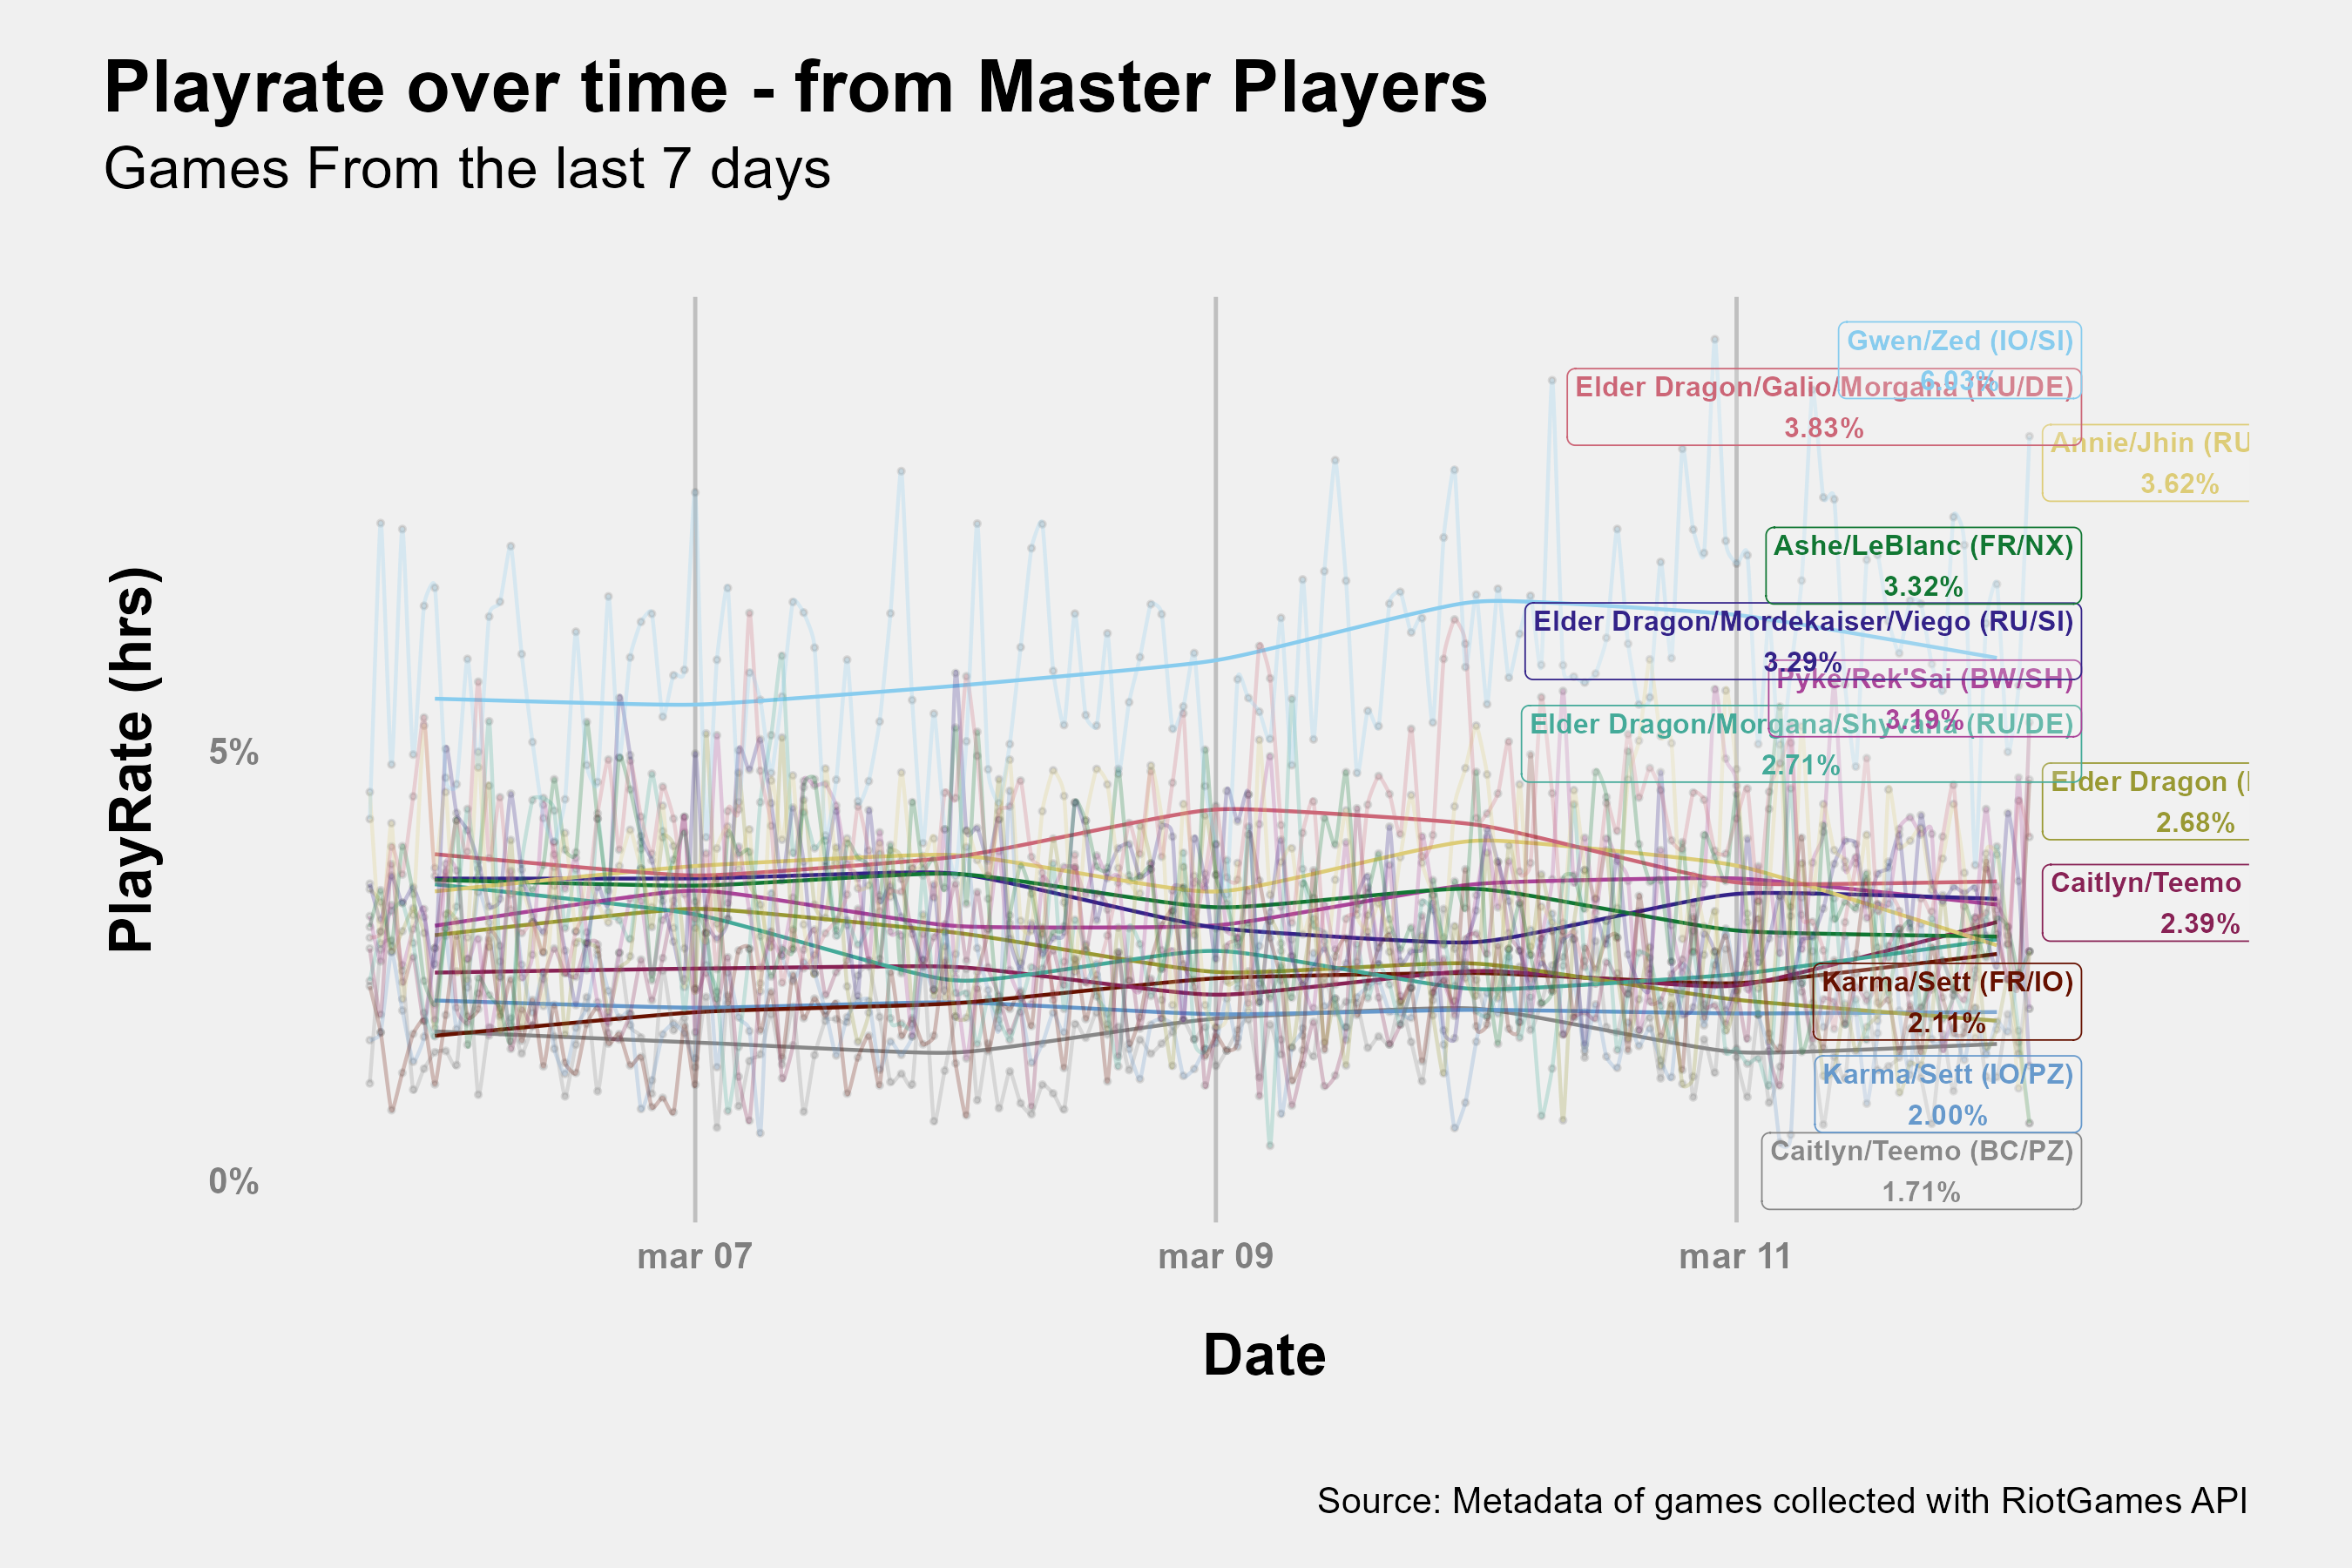 Playrate over time - from Master Players
Games From the last 7 days
PlayRate (hrs)
5%
0%
Gwen/Zed (IO/SI)
6.03%
Elder Dragon/Galio/Morgana (RU/DE)
3.83%
Annie/Jhin (RU
3.62%
Ashe/LeBlanc (FR/NX)
3.32%
Elder Dragon/Mordekaiser/Viego (RU/SI)
3.29%
Pyke/Rek'Sai (BW/SH)
3.19%
Elder Dragon/Morgana/Shyvana (RU/DE)
2.71%
Elder Dragon (
2.68%
Caitlyn/Teemo
2.39%
Karma/Sett (FR/IO)
2.11%
Karma/Sett (IO/PZ)
2.00%
Caitlyn/Teemo (BC/PZ)
1.71%
mar 07
mar 09
mar 11
Date
Source: Metadata of games collected with RiotGames API